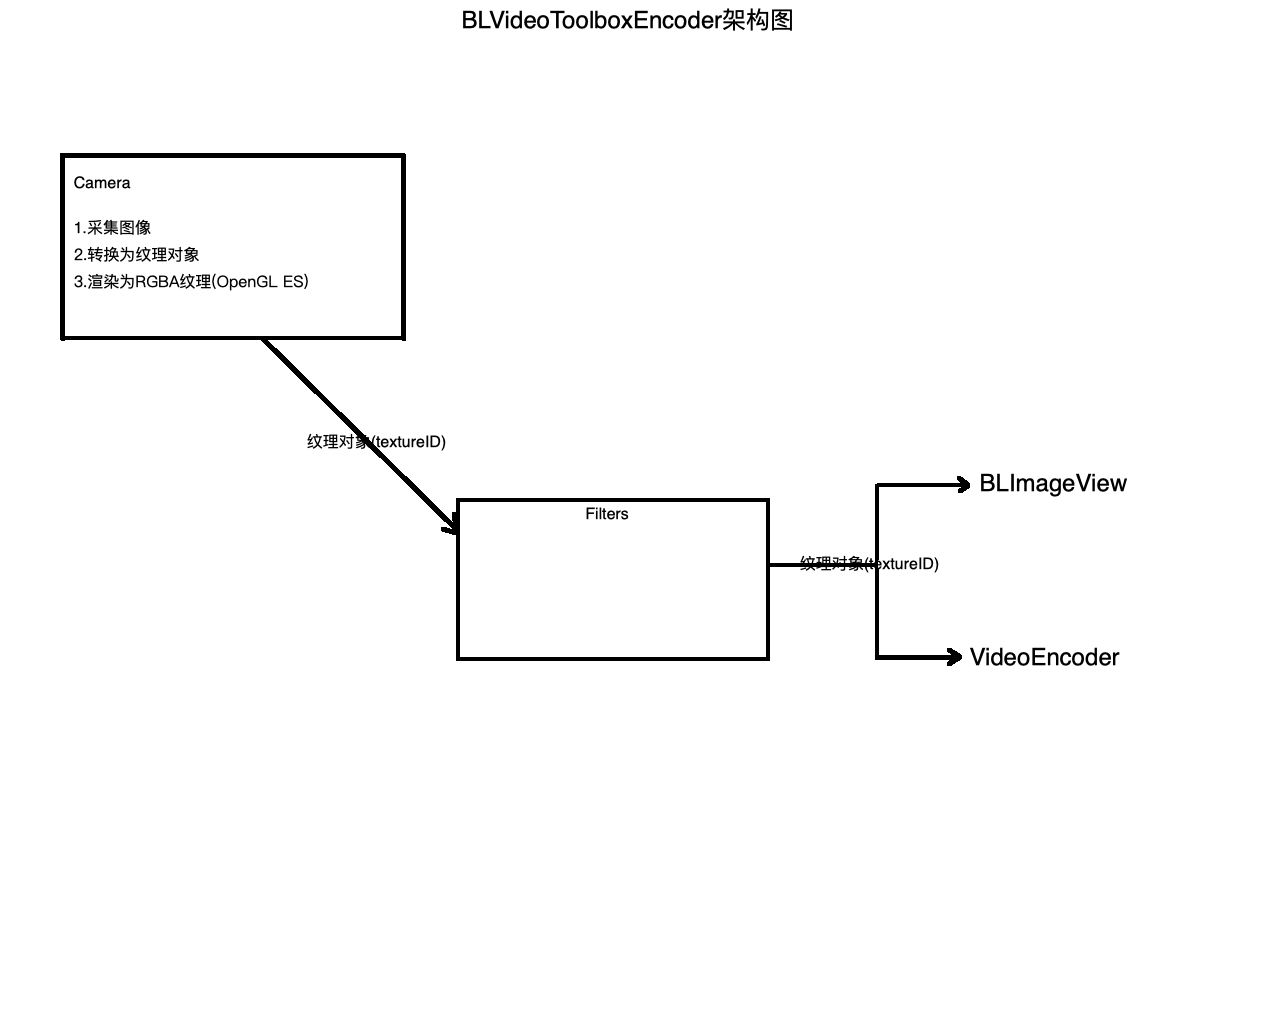 BLVideoToolboxEncoder架构图
Camera
1.采集图像
2.转换为纹理对象
3.渲染为RGBA纹理(OpenGL ES)
纹理对象(textureID)
Filters
纹理对象(textureID)
BLImageView
VideoEncoder